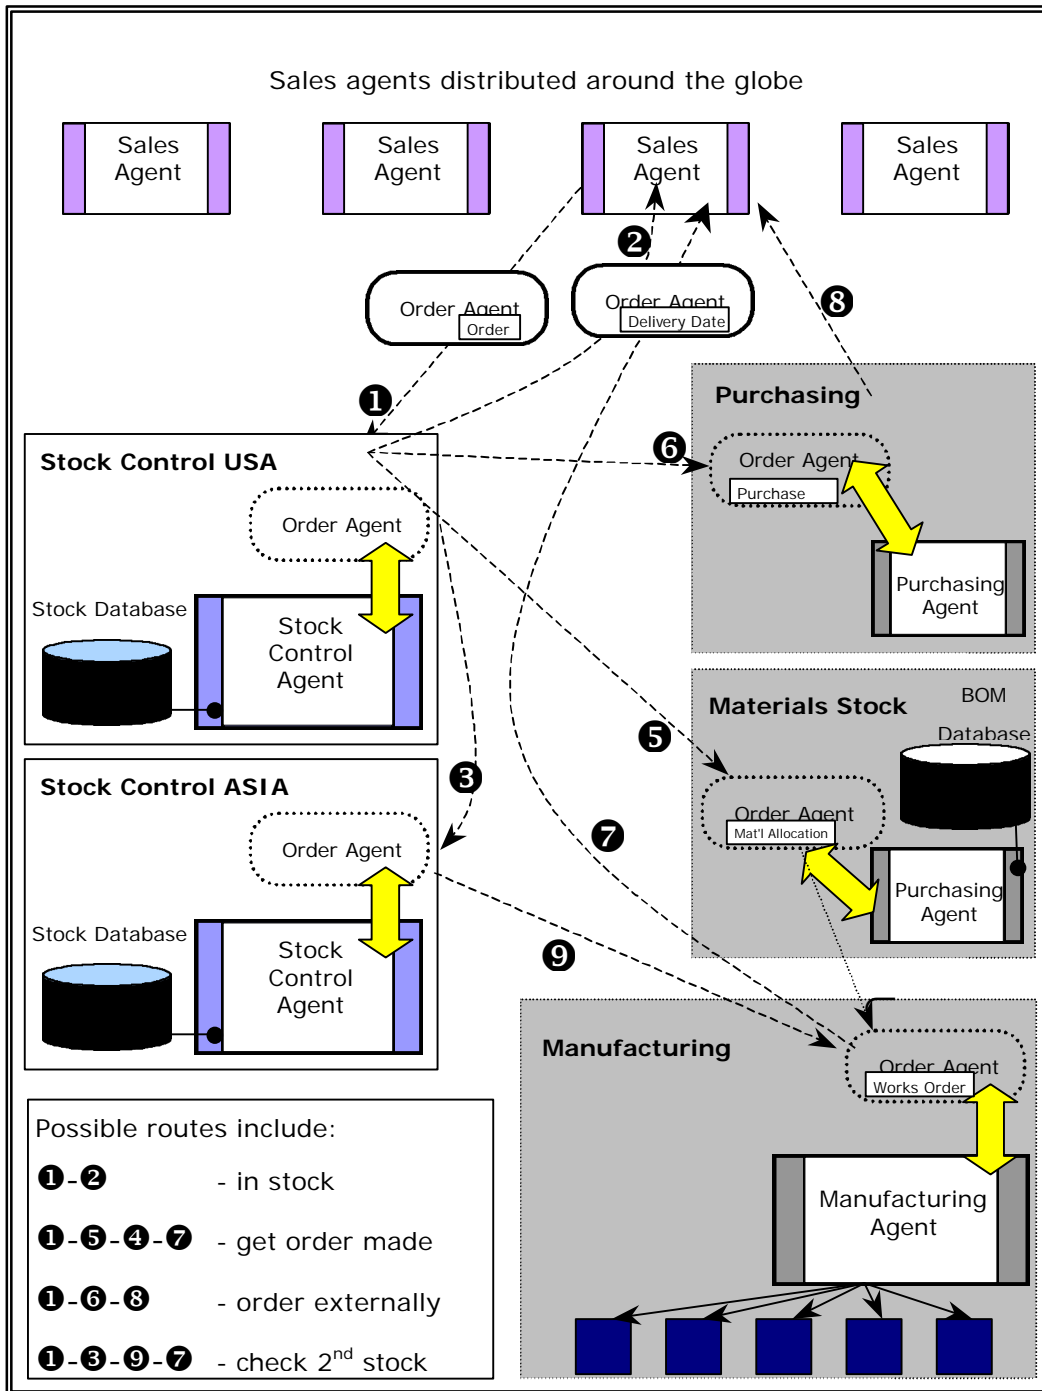 Sales agents distributed around the globe
Sales
Agent
Sales
Agent
Sales
Agent
Sales
Agent
❷
Order Agent
Order
Order Agent
Delivery Date
❽
❶
Purchasing
❻
Order Agent
Purchase
Purchasing
Agent
Stock Control USA
Order Agent
Stock Database
Stock
Control
Agent
Materials Stock
BOM
Database
❺
Order Agent
Mat'l Allocation
Purchasing
Agent
❸
❼
Stock Control ASIA
Order Agent
Stock Database
Stock
Control
Agent
❾
Manufacturing
Order Agent
Works Order
Manufacturing
Agent
Possible routes include:
❶-❷ - in stock
❶-❺-❹-❼ - get order made
❶-❻-❽ - order externally
❶-❸-❾-❼ - check 2nd stock